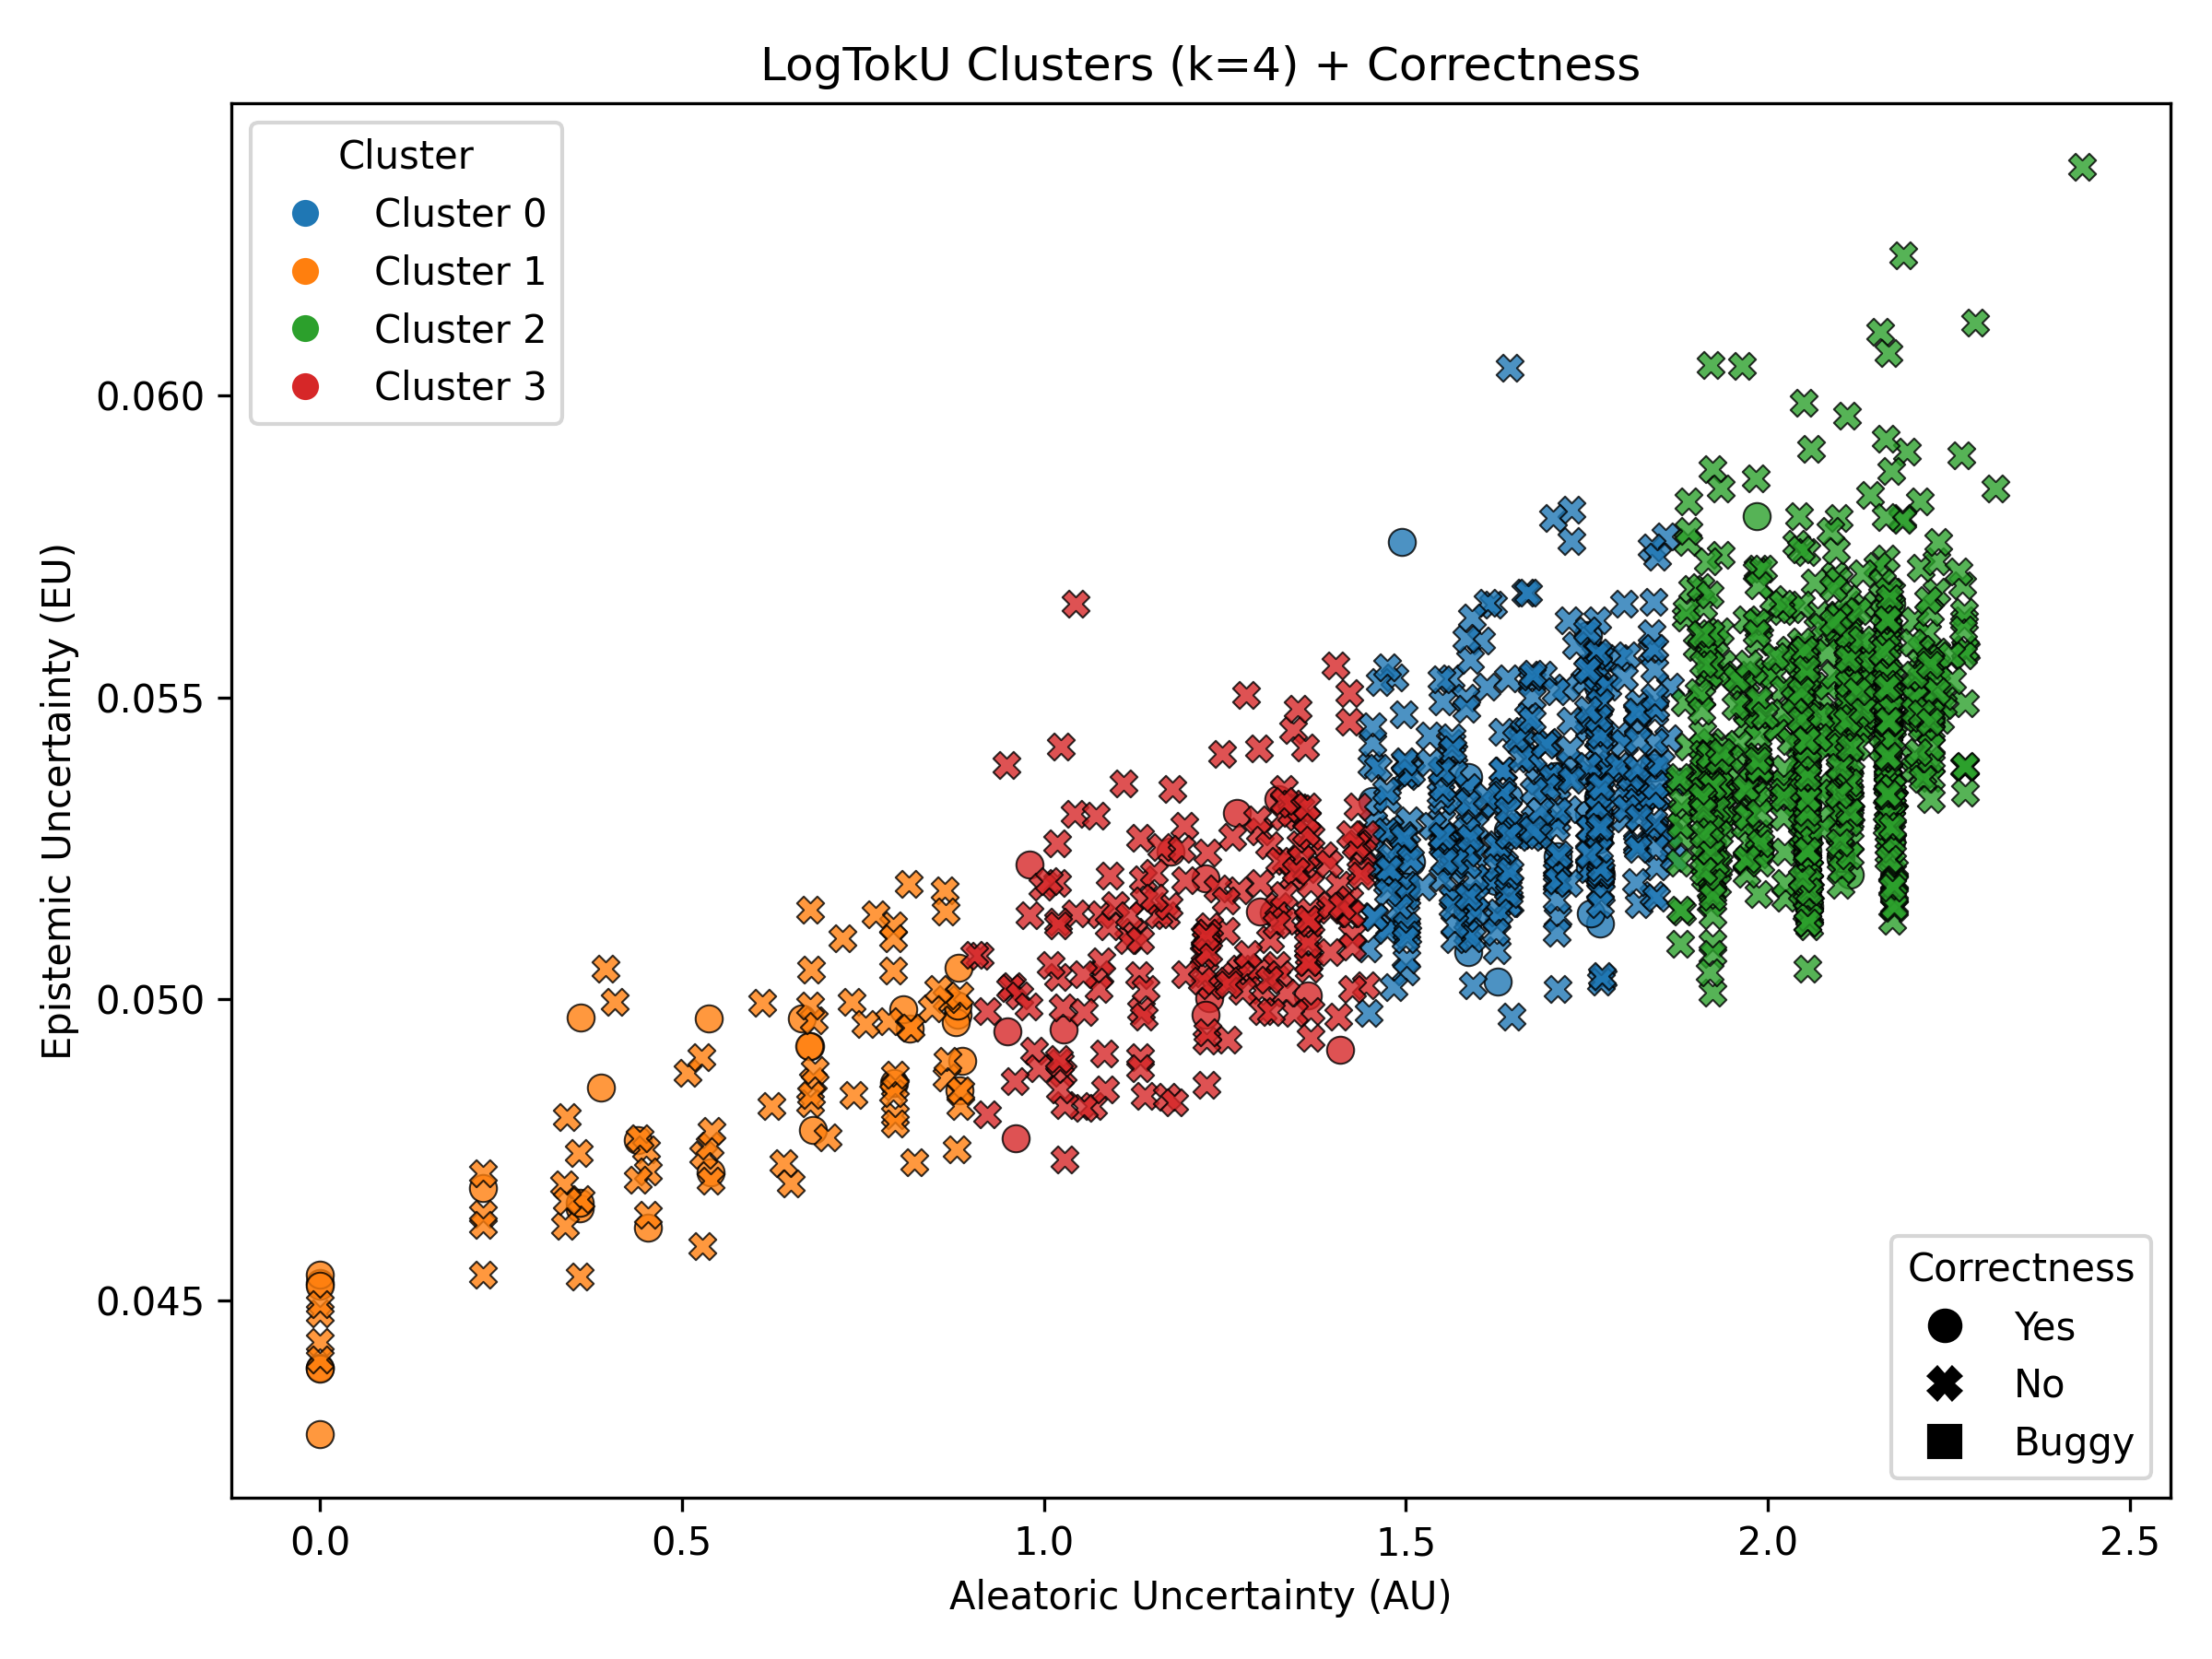 LogTokU Clusters (k=4) + Correctness
Cluster
Cluster 0
Cluster 1
Cluster 2
Cluster 3
Epistemic Uncertainty (EU)
0.060
0.055
0.050
0.045
Correctness
Yes
No
Buggy
0.0
0.5
1.0
1.5
2.0
2.5
Aleatoric Uncertainty (AU)